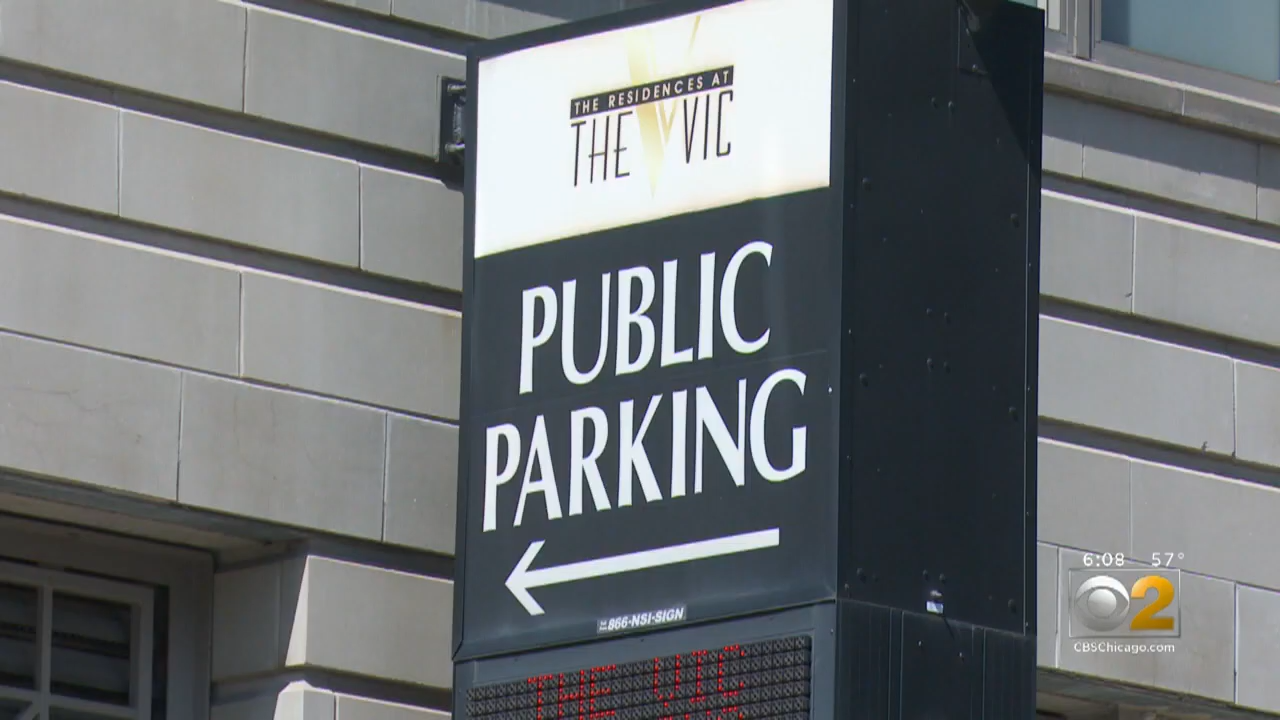 THE RESIDENCES AT
THE VIC
PUBLIC
PARKING
866-NSI-SIGN
THE VIC
6:08 57°
2
CBSChicago.com